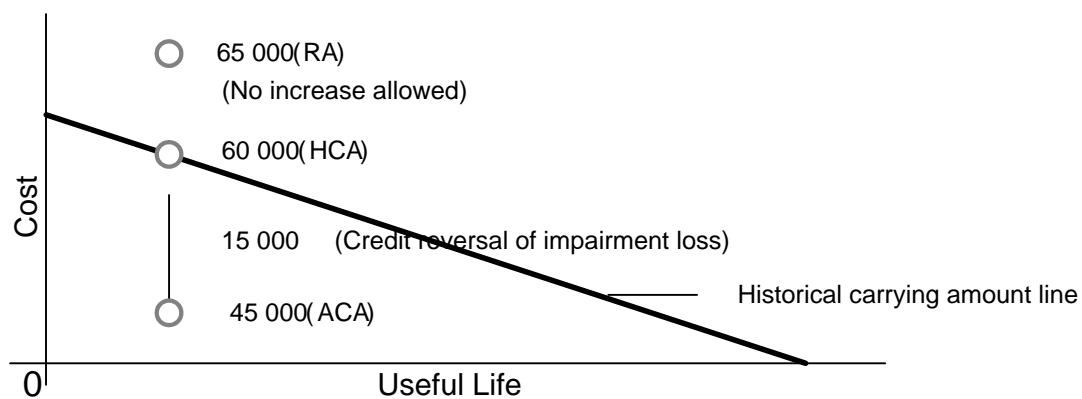 65 000(RA)
(No increase allowed)
60 000(HCA)
Cost
15 000 (Credit reversal of impairment loss)
Historical carrying amount line
45 000(ACA)
0
Useful Life